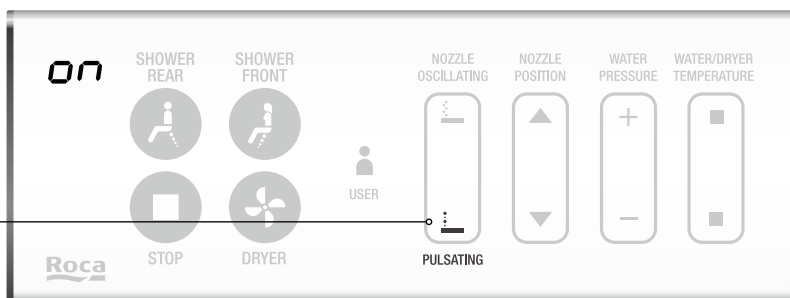 on
SHOWER
REAR
SHOWER
FRONT
NOZZLE
OSCILLATING
NOZZLE
POSITION
WATER
PRESSURE
WATER/DRYER
TEMPERATURE
USER
STOP
DRYER
PULSATING
Roca